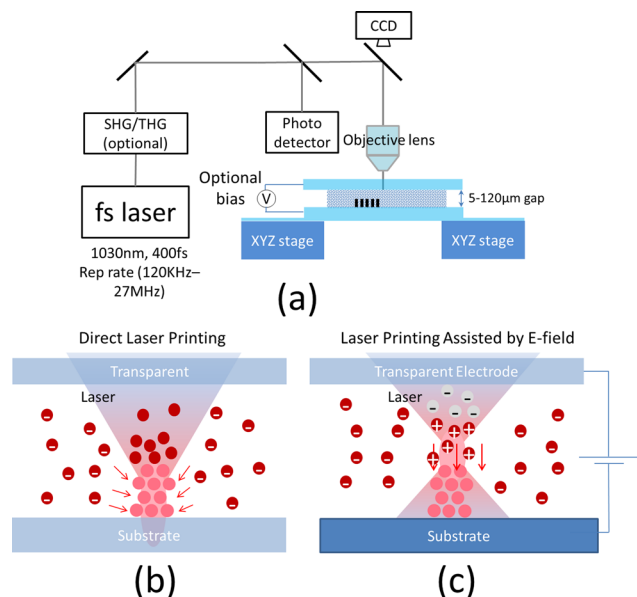 CCD
SHG/THG
(optional)
Photo
detector
Objective lens
Optional
bias
V
5-120μm gap
fs laser
XYZ stage
XYZ stage
1030nm, 400fs
Rep rate (120KHz–
27MHz)
(a)
Direct Laser Printing
Laser Printing Assisted by E-field
Transparent
Transparent Electrode
Laser
Laser
Substrate
Substrate
(b)
(c)